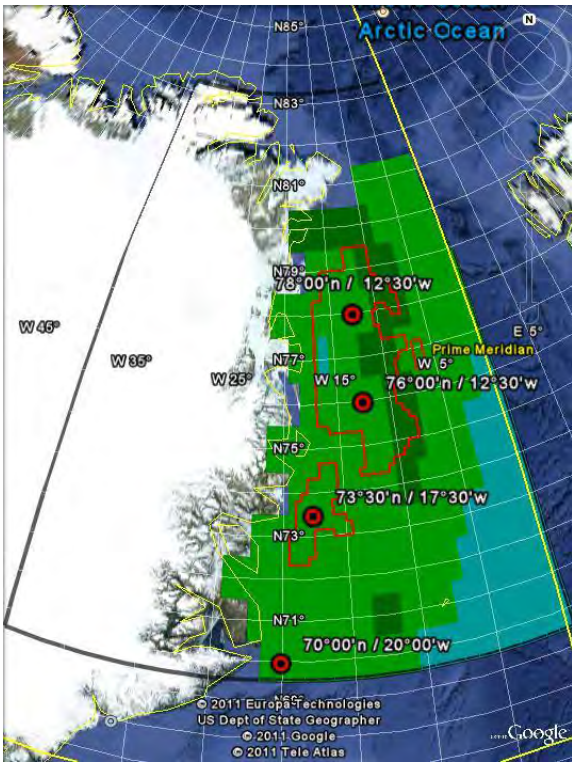 N85°
Arctic Ocean
N
N83°
N81°
N79°
78°00'n / 12°30'w
W 45°
E 5°
W 35°
N77°
Prime Meridian
W 5°
W 25°
W 15°
76°00'n / 12°30'w
N75°
73°30'n / 17°30'w
N73°
N71°
70°00'n / 20°00'w
© 2011 Europa Technologies
US Dept of State Geographer
© 2011 Google
© 2011 Tele Atlas
Google